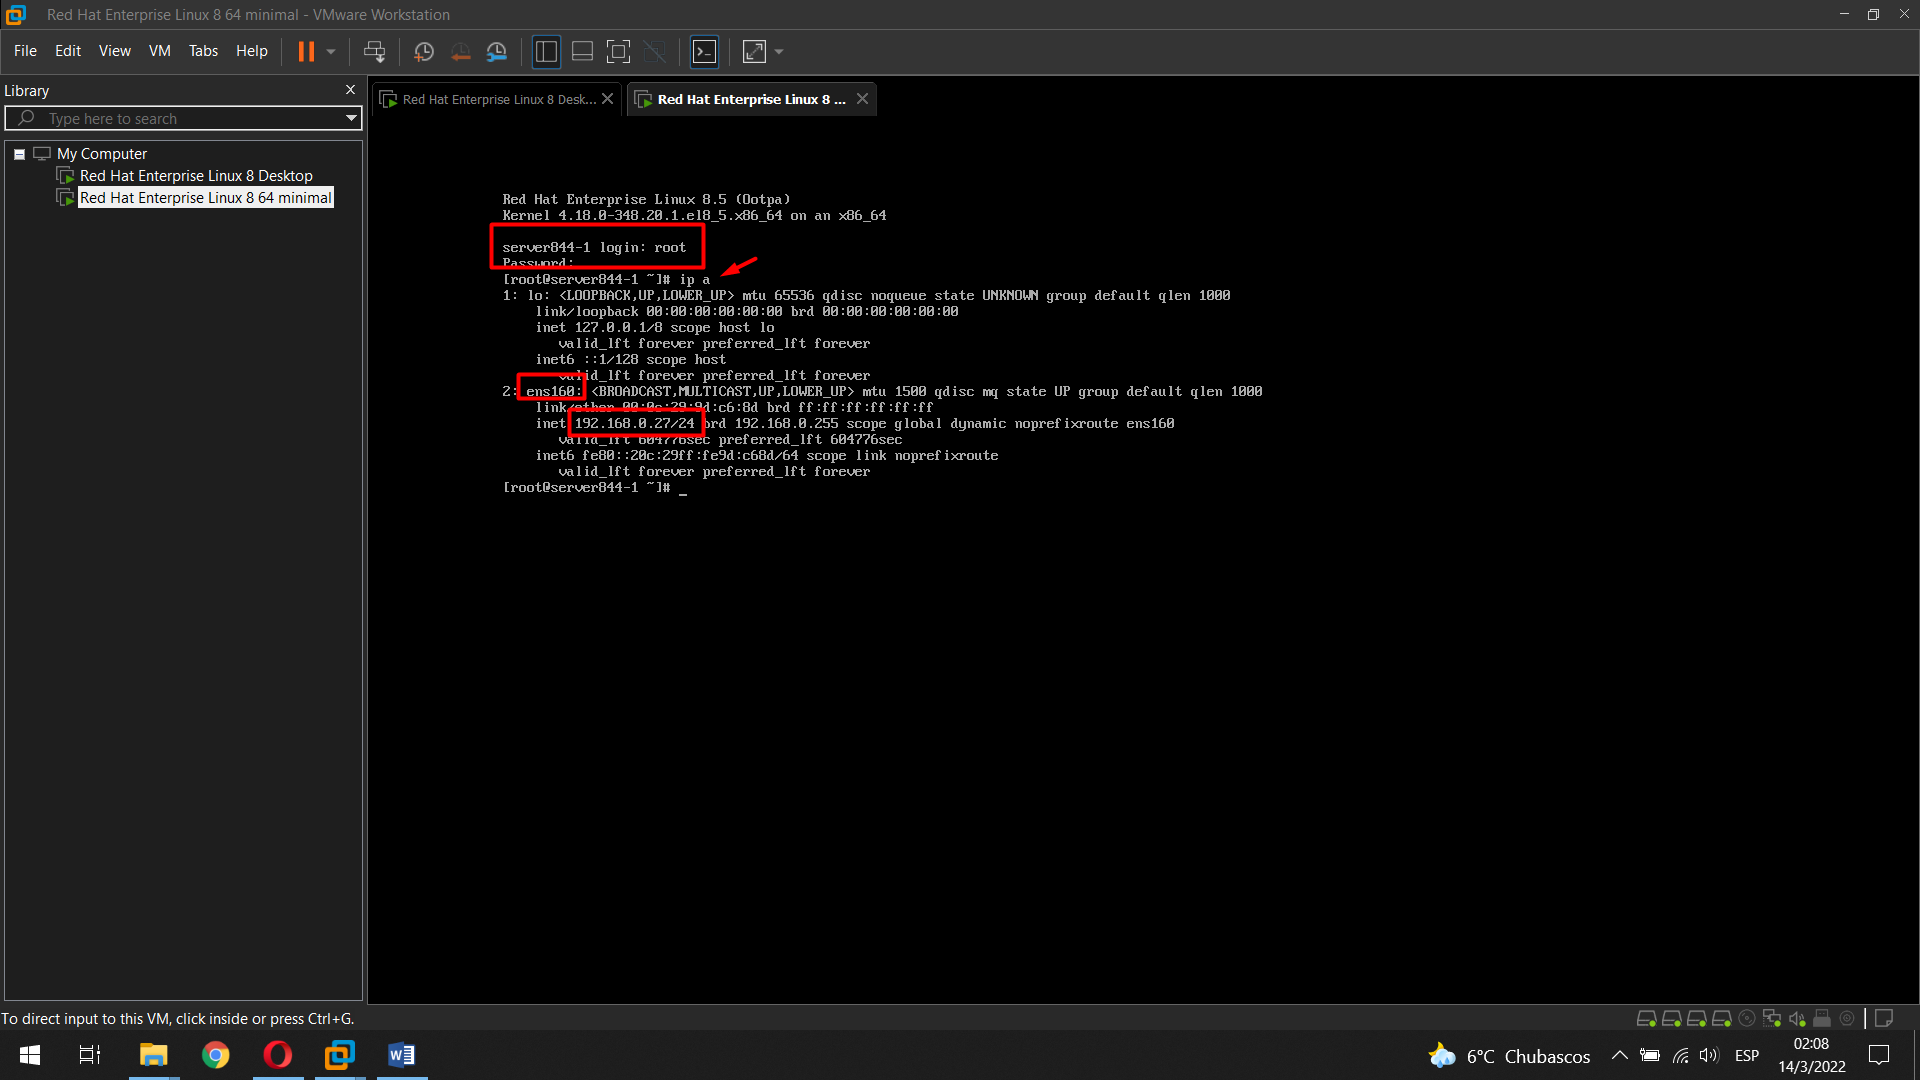 Red Hat Enterprise Linux 8 64 minimal - VMware Workstation
File Edit View VM Tabs Help
Library
Type here to search
My Computer
Red Hat Enterprise Linux 8 Desktop
Red Hat Enterprise Linux 8 64 minimal
Red Hat Enterprise Linux 8 Desk...
Red Hat Enterprise Linux 8 ...
Red Hat Enterprise Linux 8.5 (Ootpa)
Kernel 4.18.0-348.20.1.el8_5.x86_64 on an x86_64
server844-1 login: root
Password:
[root@server844-1 ~]# ip a
1: lo: <LOOPBACK,UP,LOWER_UP> mtu 65536 qdisc noqueue state UNKNOWN group default qlen 1000
link/loopback 00:00:00:00:00:00 brd 00:00:00:00:00:00
inet 127.0.0.1/8 scope host lo
valid_lft forever preferred_lft forever
inet6 ::1/128 scope host
valid_lft forever preferred_lft forever
2: ens160: <BROADCAST,MULTICAST,UP,LOWER_UP> mtu 1500 qdisc mq state UP group default qlen 1000
link/ether 00:0c:29:9d:c6:8d brd ff:ff:ff:ff:ff:ff
inet 192.168.0.27/24 brd 192.168.0.255 scope global dynamic noprefixroute ens160
valid_lft 604776sec preferred_lft 604776sec
inet6 fe80::20c:29ff:fe9d:c68d/64 scope link noprefixroute
valid_lft forever preferred_lft forever
[root@server844-1 ~]# _
To direct input to this VM, click inside or press Ctrl+G.
6°C Chubascos
ESP
02:08
14/3/2022